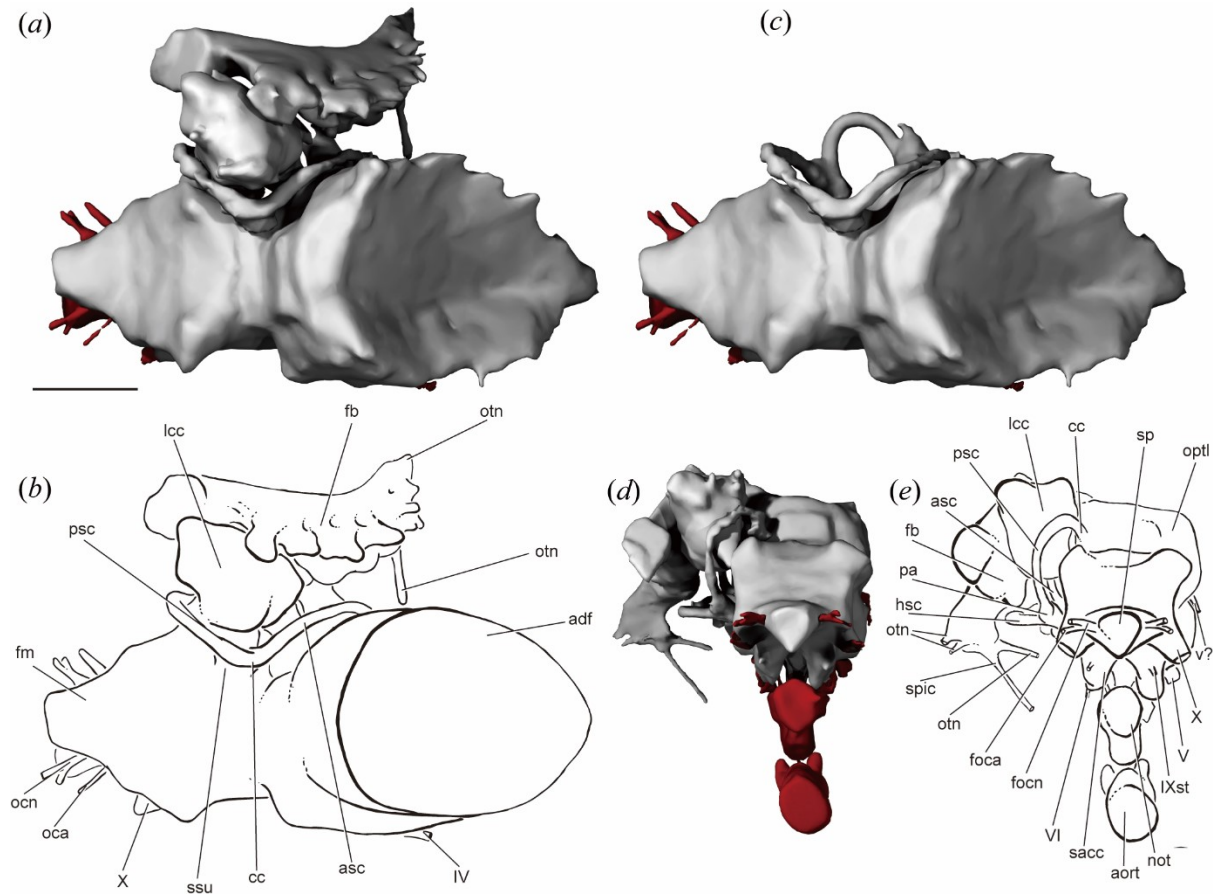 (a)
(c)
lcc
fb
otn
(b)
psc
otn
adf
fm
ocn
oca
X
ssu
cc
asc
IV
(d)
(e)
lcc
cc
sp
optl
psc
asc
fb
pa
hsc
otn
spic
otn
foca
focn
VI
sacc
aort
not
IXst
V
X
v?